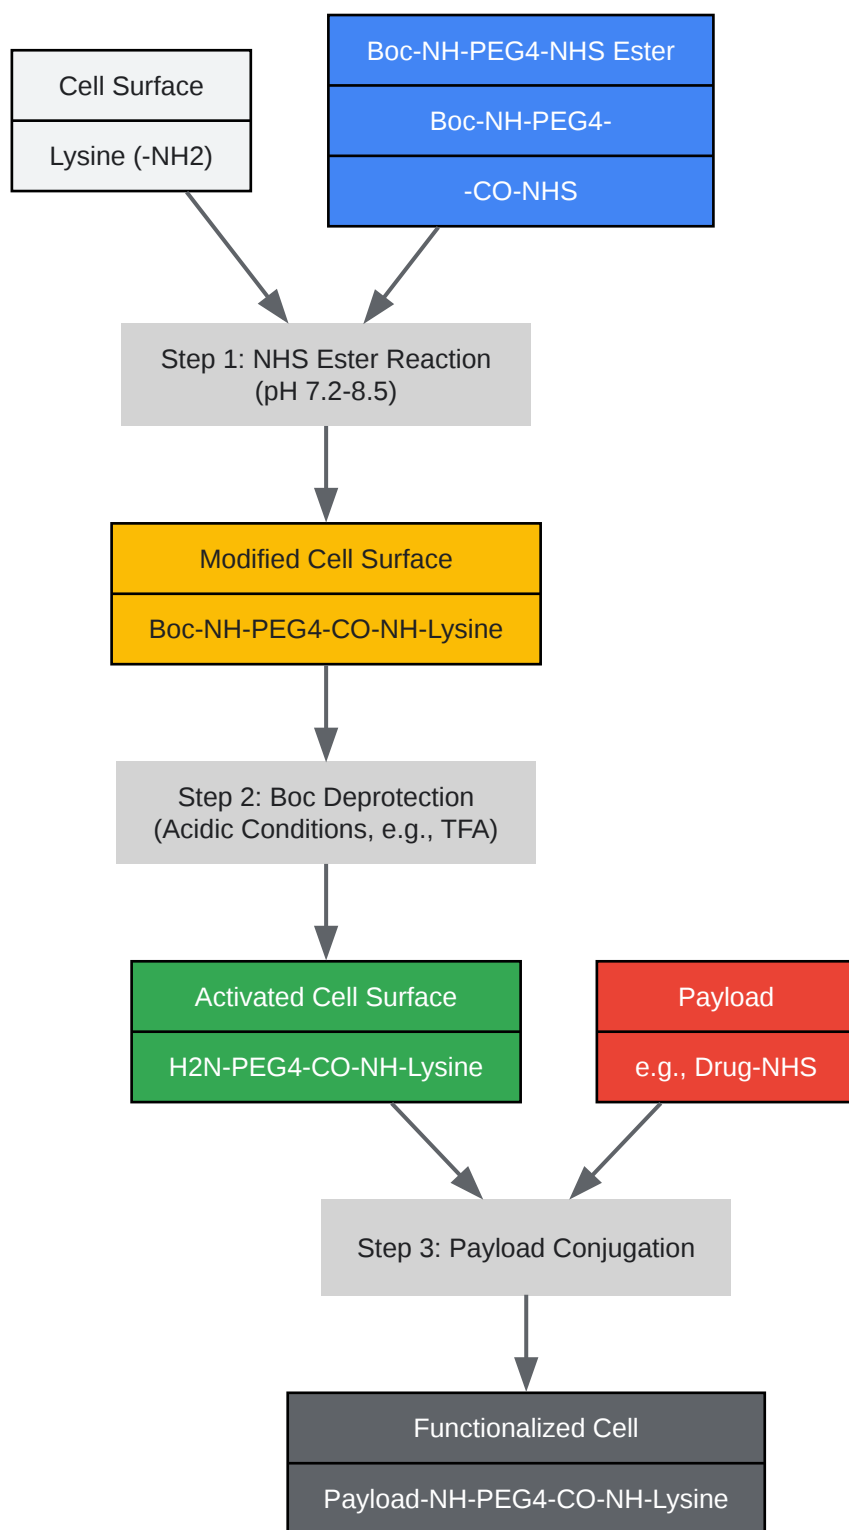 Cell Surface
Lysine (-NH2)
Boc-NH-PEG4-NHS Ester
Boc-NH-PEG4-
-CO-NHS
Step 1: NHS Ester Reaction
(pH 7.2-8.5)
Modified Cell Surface
Boc-NH-PEG4-CO-NH-Lysine
Step 2: Boc Deprotection
(Acidic Conditions, e.g., TFA)
Activated Cell Surface
H2N-PEG4-CO-NH-Lysine
Payload
e.g., Drug-NHS
Step 3: Payload Conjugation
Functionalized Cell
Payload-NH-PEG4-CO-NH-Lysine